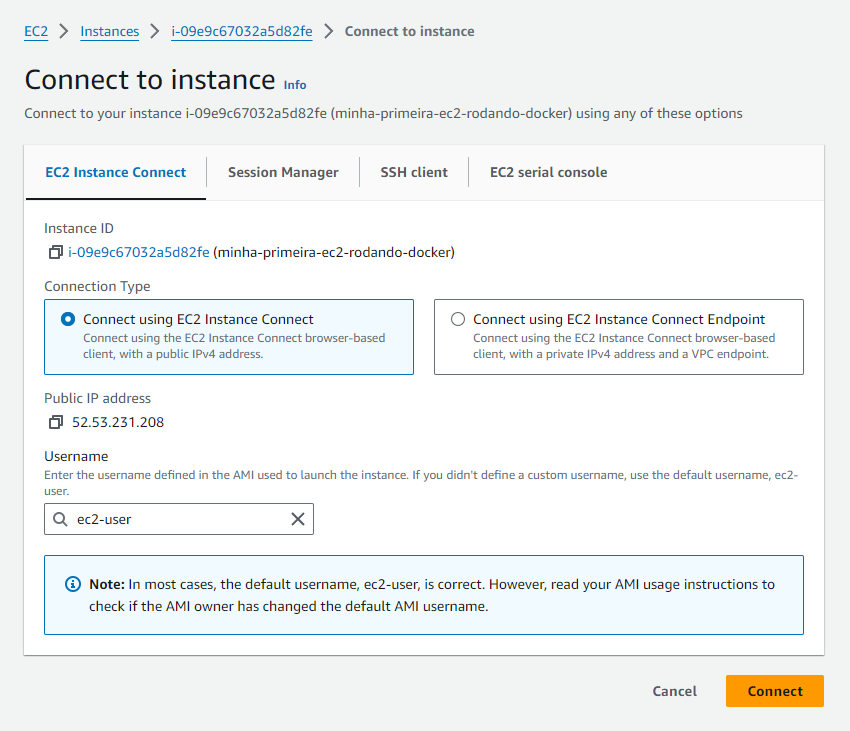 EC2 > Instances > i-09e9c67032a5d82fe > Connect to instance
Connect to instance Info
Connect to your instance i-09e9c67032a5d82fe (minha-primeira-ec2-rodando-docker) using any of these options
EC2 Instance Connect Session Manager SSH client EC2 serial console
Instance ID
i-09e9c67032a5d82fe (minha-primeira-ec2-rodando-docker)
Connection Type
Connect using EC2 Instance Connect
Connect using the EC2 Instance Connect browser-based
client, with a public IPv4 address.
Connect using EC2 Instance Connect Endpoint
Connect using the EC2 Instance Connect browser-based
client, with a private IPv4 address and a VPC endpoint.
Public IP address
52.53.231.208
Username
Enter the username defined in the AMI used to launch the instance. If you didn't define a custom username, use the default username, ec2-
user.
ec2-user
Note: In most cases, the default username, ec2-user, is correct. However, read your AMI usage instructions to
check if the AMI owner has changed the default AMI username.
Cancel Connect